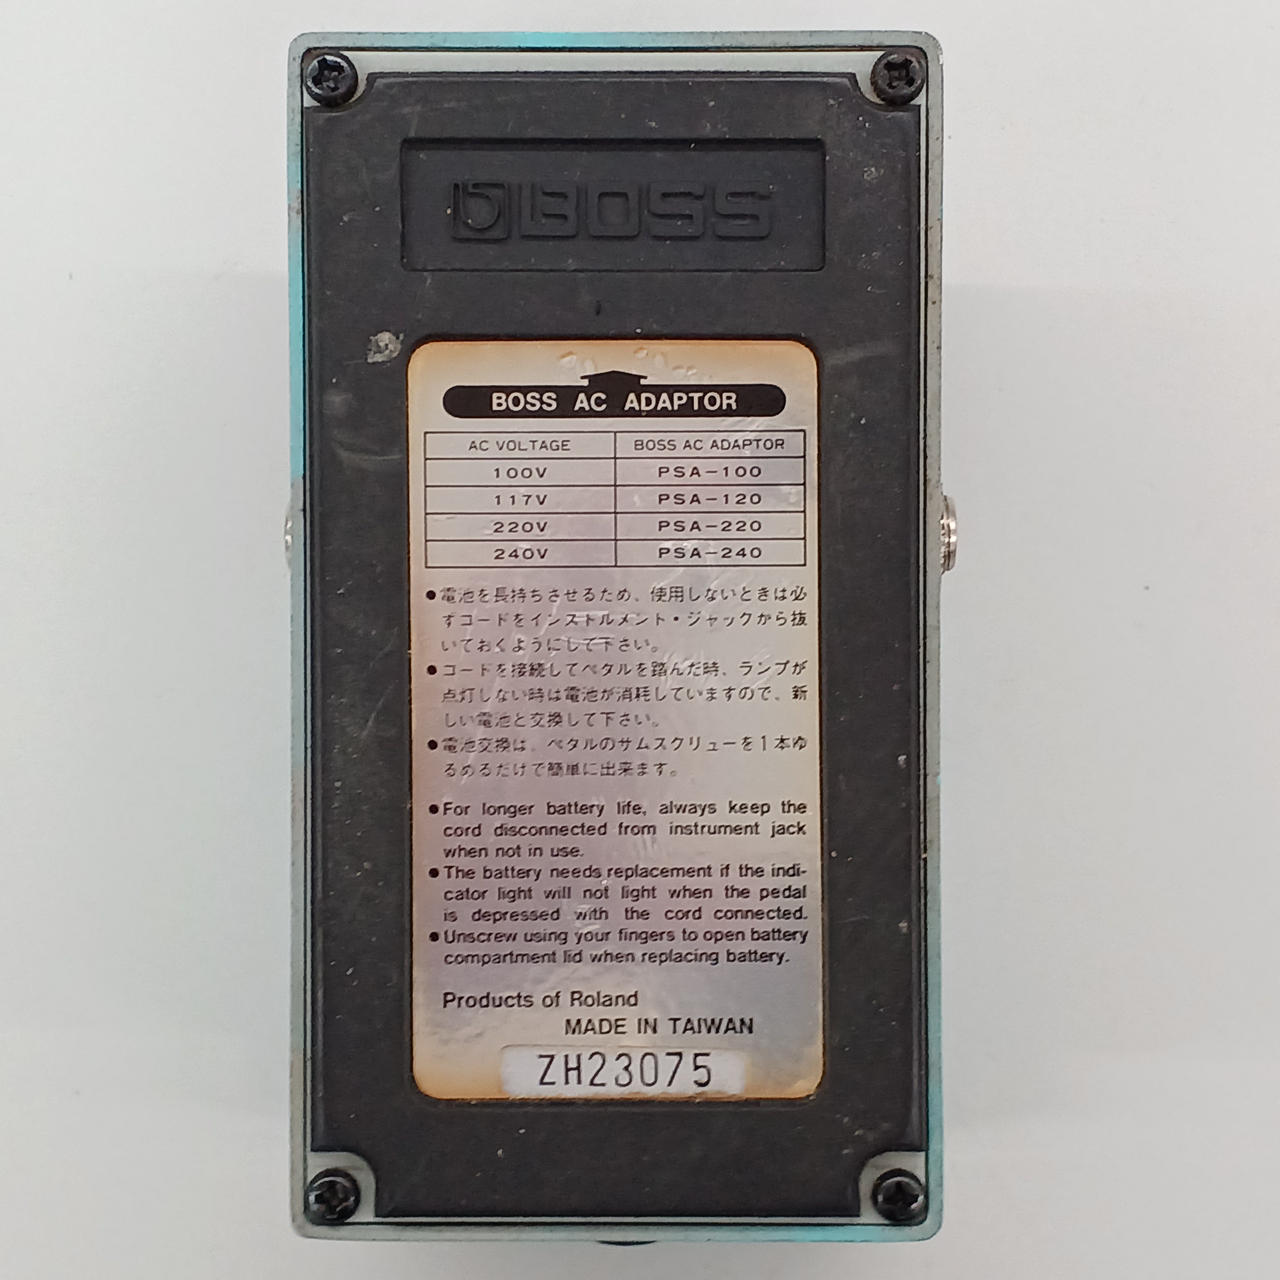 BOSS
BOSS AC ADAPTOR
AC VOLTAGE BOSS AC ADAPTOR
100V PSA-100
117V PSA-120
220V PSA-220
240V PSA-240
●電池を長持ちさせるため、使用しないときは必
ずコードをインストルメント・ジャックから抜
いておくようにして下さい。
●コードを接続してペタルを踏んだ時、ランプが
点灯しない時は電池が消耗していますので、新
しい電池と交換して下さい。
●電池交換は、ペタルのサムスクリューを1本ゆ
るめるだけで簡単に出来ます。
●For longer battery life, always keep the
cord disconnected from instrument jack
when not in use.
●The battery needs replacement if the indi-
cator light will not light when the pedal
is depressed with the cord connected.
●Unscrew using your fingers to open battery
compartment lid when replacing battery.
Products of Roland
MADE IN TAIWAN
ZH23075